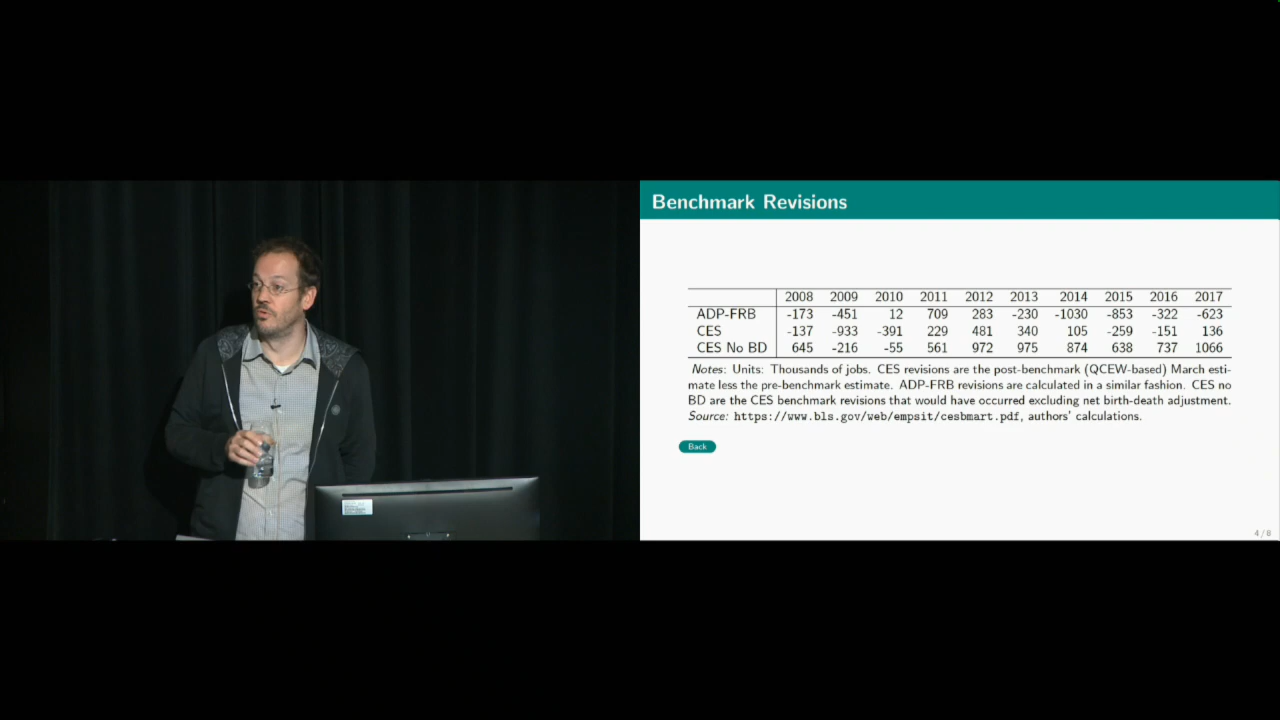 Benchmark Revisions
2008 2009 2010 2011 2012 2013 2014 2015 2016 2017
ADP-FRB -173 -451 12 709 283 -230 -1030 -853 -322 -623
CES -137 -933 -391 229 481 340 105 -259 -151 136
CES No BD 645 -216 -55 561 972 975 874 638 737 1066
Notes: Units: Thousands of jobs. CES revisions are the post-benchmark (QCEW-based) March esti-
mate less the pre-benchmark estimate. ADP-FRB revisions are calculated in a similar fashion. CES no
BD are the CES benchmark revisions that would have occurred excluding net birth-death adjustment.
Source: https://www.bls.gov/web/empsit/cesbmart.pdf, authors' calculations.
Back
4/8